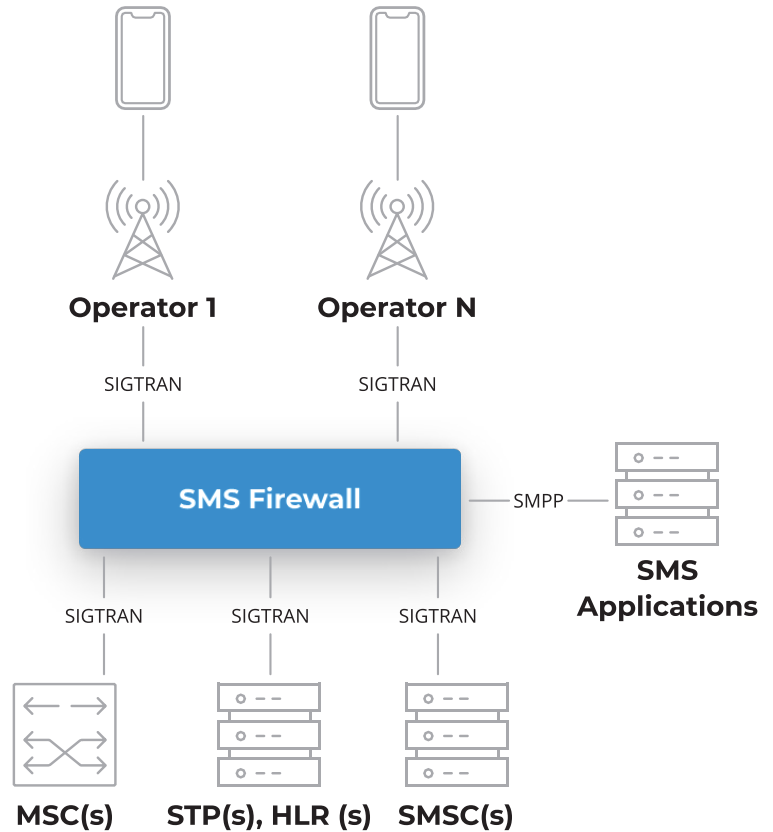 Operator 1
Operator N
SIGTRAN
SIGTRAN
SMS Firewall
SMPP
SMS
Applications
SIGTRAN
SIGTRAN
SIGTRAN
MSC(s)
STP(s), HLR (s)
SMSC(s)